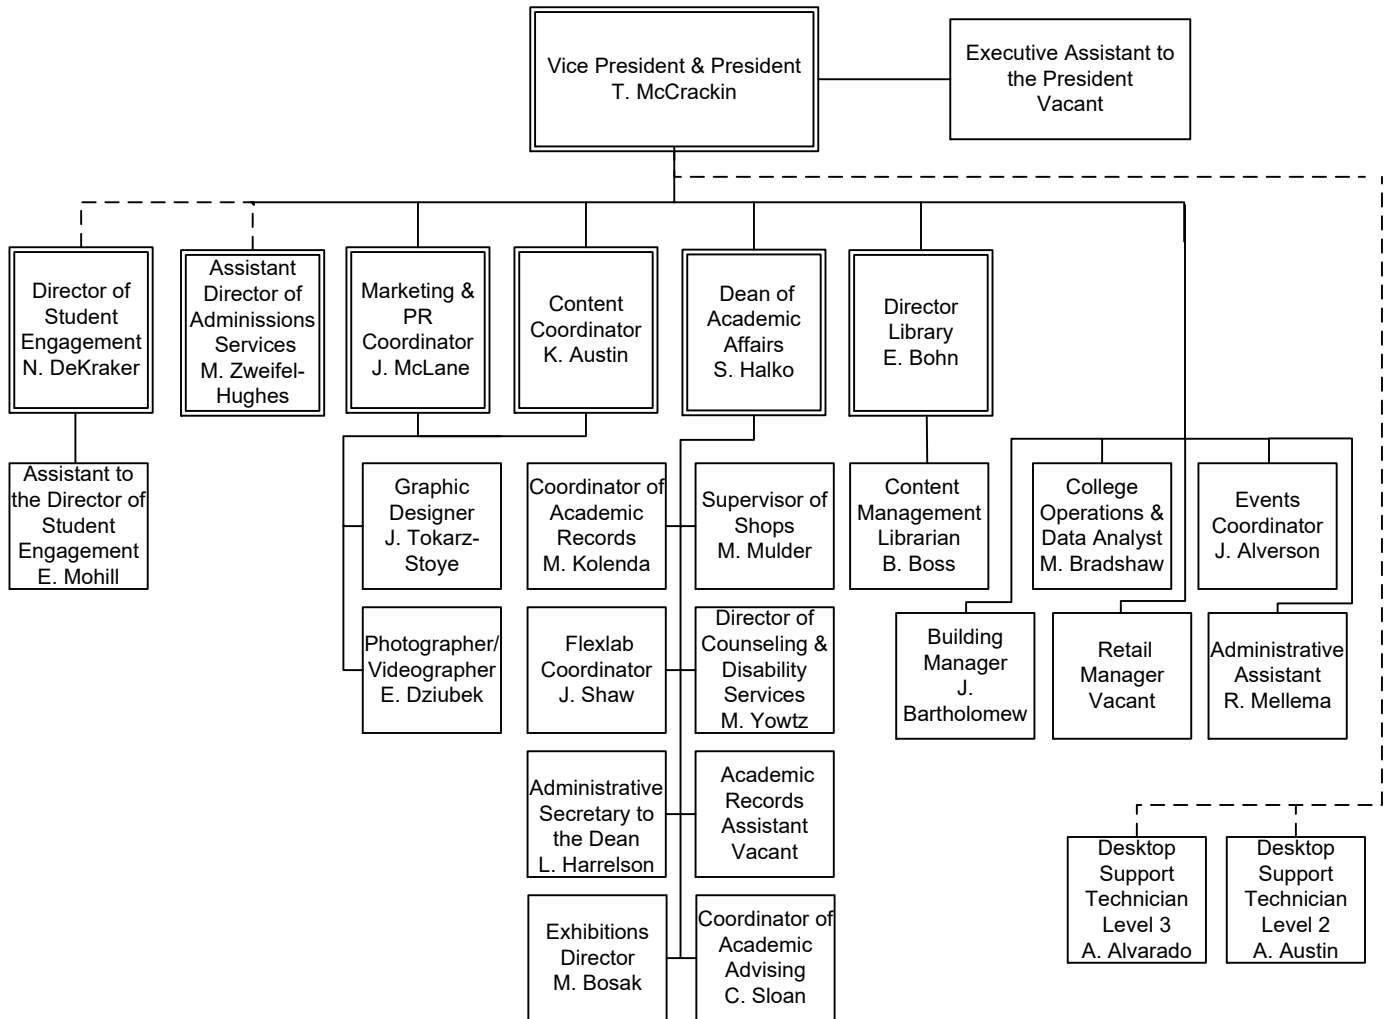 Vice President & President
T. McCrackin
Executive Assistant to
the President
Vacant
Director of
Student
Engagement
N. DeKraker
Assistant
Director of
Adminissions
Services
M. Zweifel-
Hughes
Marketing &
PR
Coordinator
J. McLane
Content
Coordinator
K. Austin
Dean of
Academic
Affairs
S. Halko
Director
Library
E. Bohn
Assistant to
the Director of
Student
Engagement
E. Mohill
Graphic
Designer
J. Tokarz-
Stoye
Coordinator of
Academic
Records
M. Kolenda
Supervisor of
Shops
M. Mulder
Content
Management
Librarian
B. Boss
College
Operations &
Data Analyst
M. Bradshaw
Events
Coordinator
J. Alverson
Photographer/
Videographer
E. Dziubek
Flexlab
Coordinator
J. Shaw
Director of
Counseling &
Disability
Services
M. Yowtz
Building
Manager
J.
Bartholomew
Retail
Manager
Vacant
Administrative
Assistant
R. Mellema
Administrative
Secretary to
the Dean
L. Harrelson
Academic
Records
Assistant
Vacant
Desktop
Support
Technician
Level 3
A. Alvarado
Desktop
Support
Technician
Level 2
A. Austin
Exhibitions
Director
M. Bosak
Coordinator of
Academic
Advising
C. Sloan